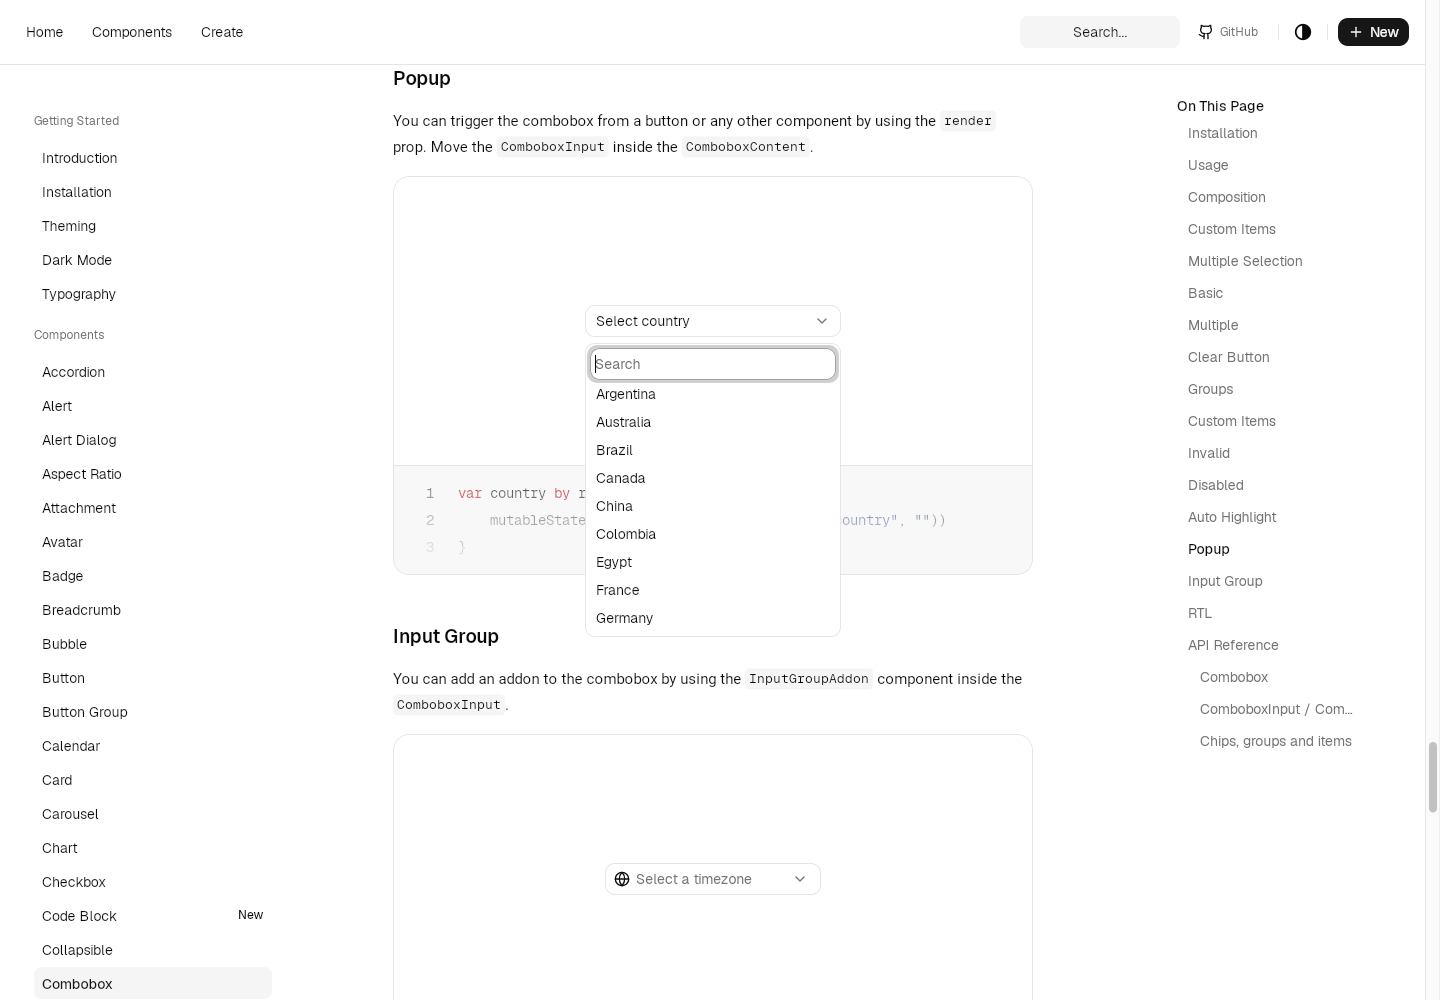 Home
Components
Create
Search...
GitHub
New
Getting Started
Introduction
Installation
Theming
Dark Mode
Typography
Components
Accordion
Alert
Alert Dialog
Aspect Ratio
Attachment
Avatar
Badge
Breadcrumb
Bubble
Button
Button Group
Calendar
Card
Carousel
Chart
Checkbox
Code Block New
Collapsible
Combobox
Popup
You can trigger the combobox from a button or any other component by using the render
prop. Move the ComboboxInput inside the ComboboxContent.
Select country
Search
Argentina
Australia
Brazil
Canada
China
Colombia
Egypt
France
Germany
1 var country by r
2 mutableState ountry", ""))
3 }
Input Group
You can add an addon to the combobox by using the InputGroupAddon component inside the
ComboboxInput.
Select a timezone
On This Page
Installation
Usage
Composition
Custom Items
Multiple Selection
Basic
Multiple
Clear Button
Groups
Custom Items
Invalid
Disabled
Auto Highlight
Popup
Input Group
RTL
API Reference
Combobox
ComboboxInput / Com…
Chips, groups and items